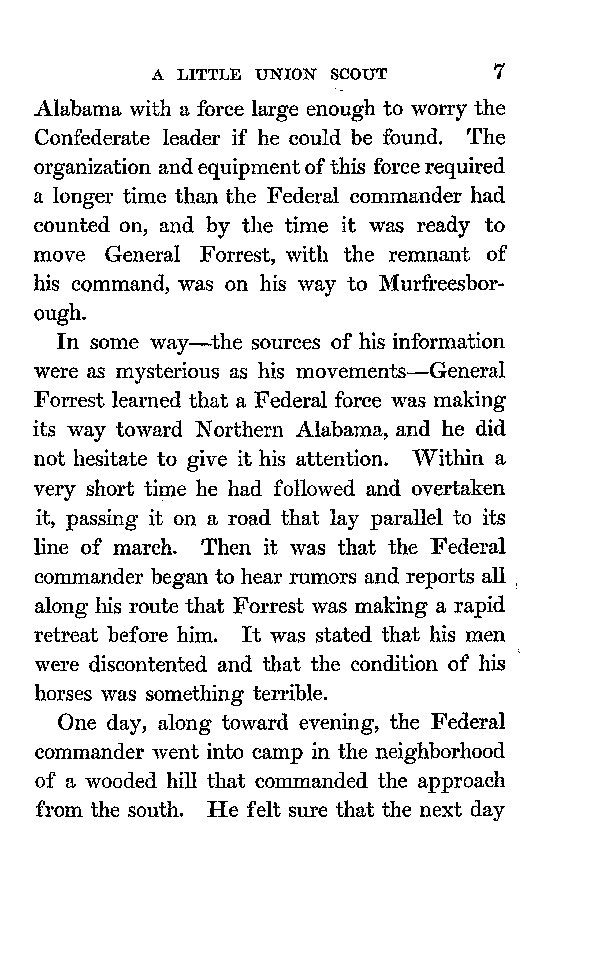 A LITTLE UNION SCOUT 7
Alabama with a force large enough to worry the
Confederate leader if he could be found. The
organization and equipment of this force required
a longer time than the Federal commander had
counted on, and by the time it was ready to
move General Forrest, with the remnant of
his command, was on his way to Murfreesbor-
ough.
In some way—the sources of his information
were as mysterious as his movements—General
Forrest learned that a Federal force was making
its way toward Northern Alabama, and he did
not hesitate to give it his attention. Within a
very short time he had followed and overtaken
it, passing it on a road that lay parallel to its
line of march. Then it was that the Federal
commander began to hear rumors and reports all
along his route that Forrest was making a rapid
retreat before him. It was stated that his men
were discontented and that the condition of his
horses was something terrible.
One day, along toward evening, the Federal
commander went into camp in the neighborhood
of a wooded hill that commanded the approach
from the south. He felt sure that the next day